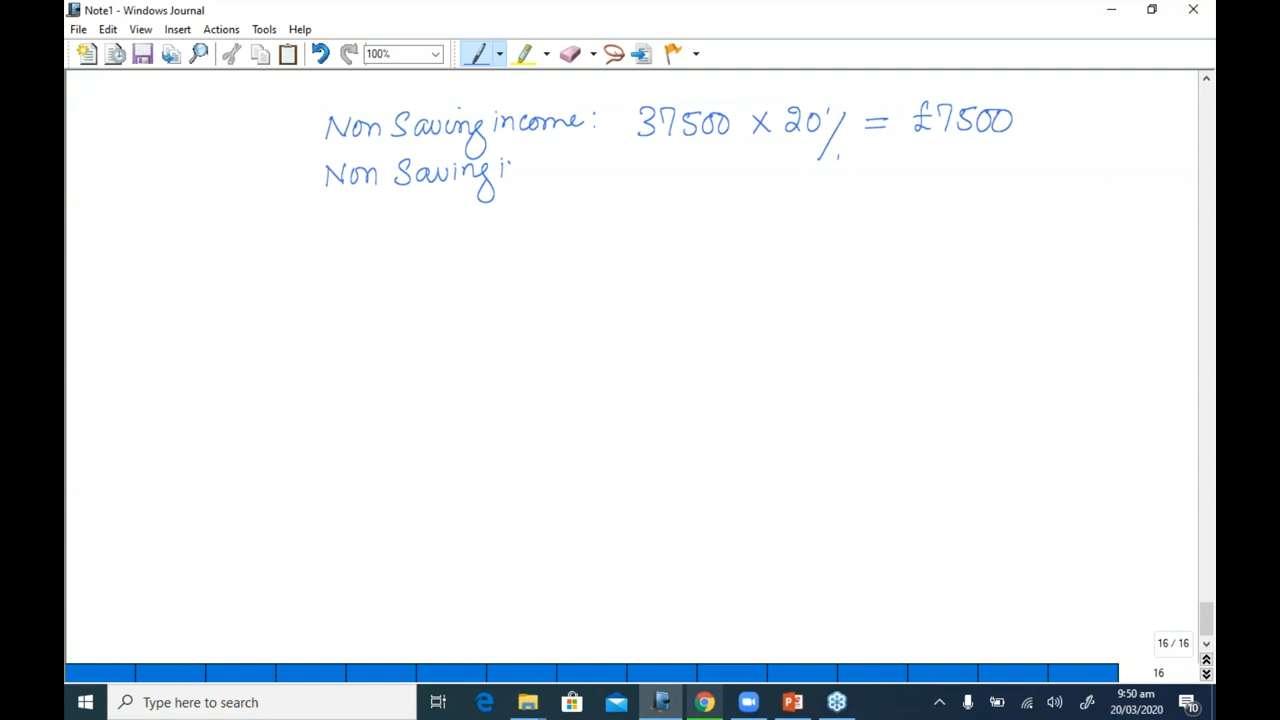 Note1 - Windows Journal
File Edit View Insert Actions Tools Help
100%
Non Saving income: 37500 × 20% = £7500
Non Saving i
16 / 16
16
Type here to search
9:50 am
20/03/2020
10